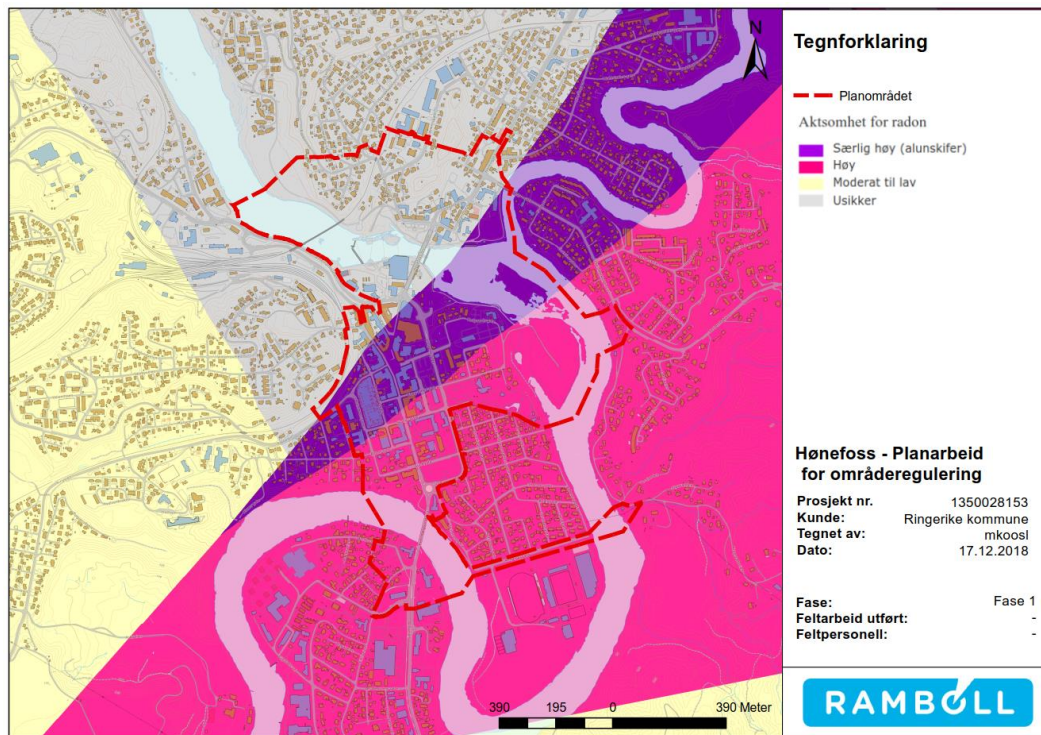 N
390 195 0 390 Meter
Tegnforklaring
Planområdet
Aktsomhet for radon
Særlig høy (alunskifer)
Høy
Moderat til lav
Usikker
Hønefoss - Planarbeid
for områderegulering
Prosjekt nr. 1350028153
Kunde: Ringerike kommune
Tegnet av: mkoosl
Dato: 17.12.2018
Fase: Fase 1
Feltarbeid utført: -
Feltpersonell: -
RAMBOLL